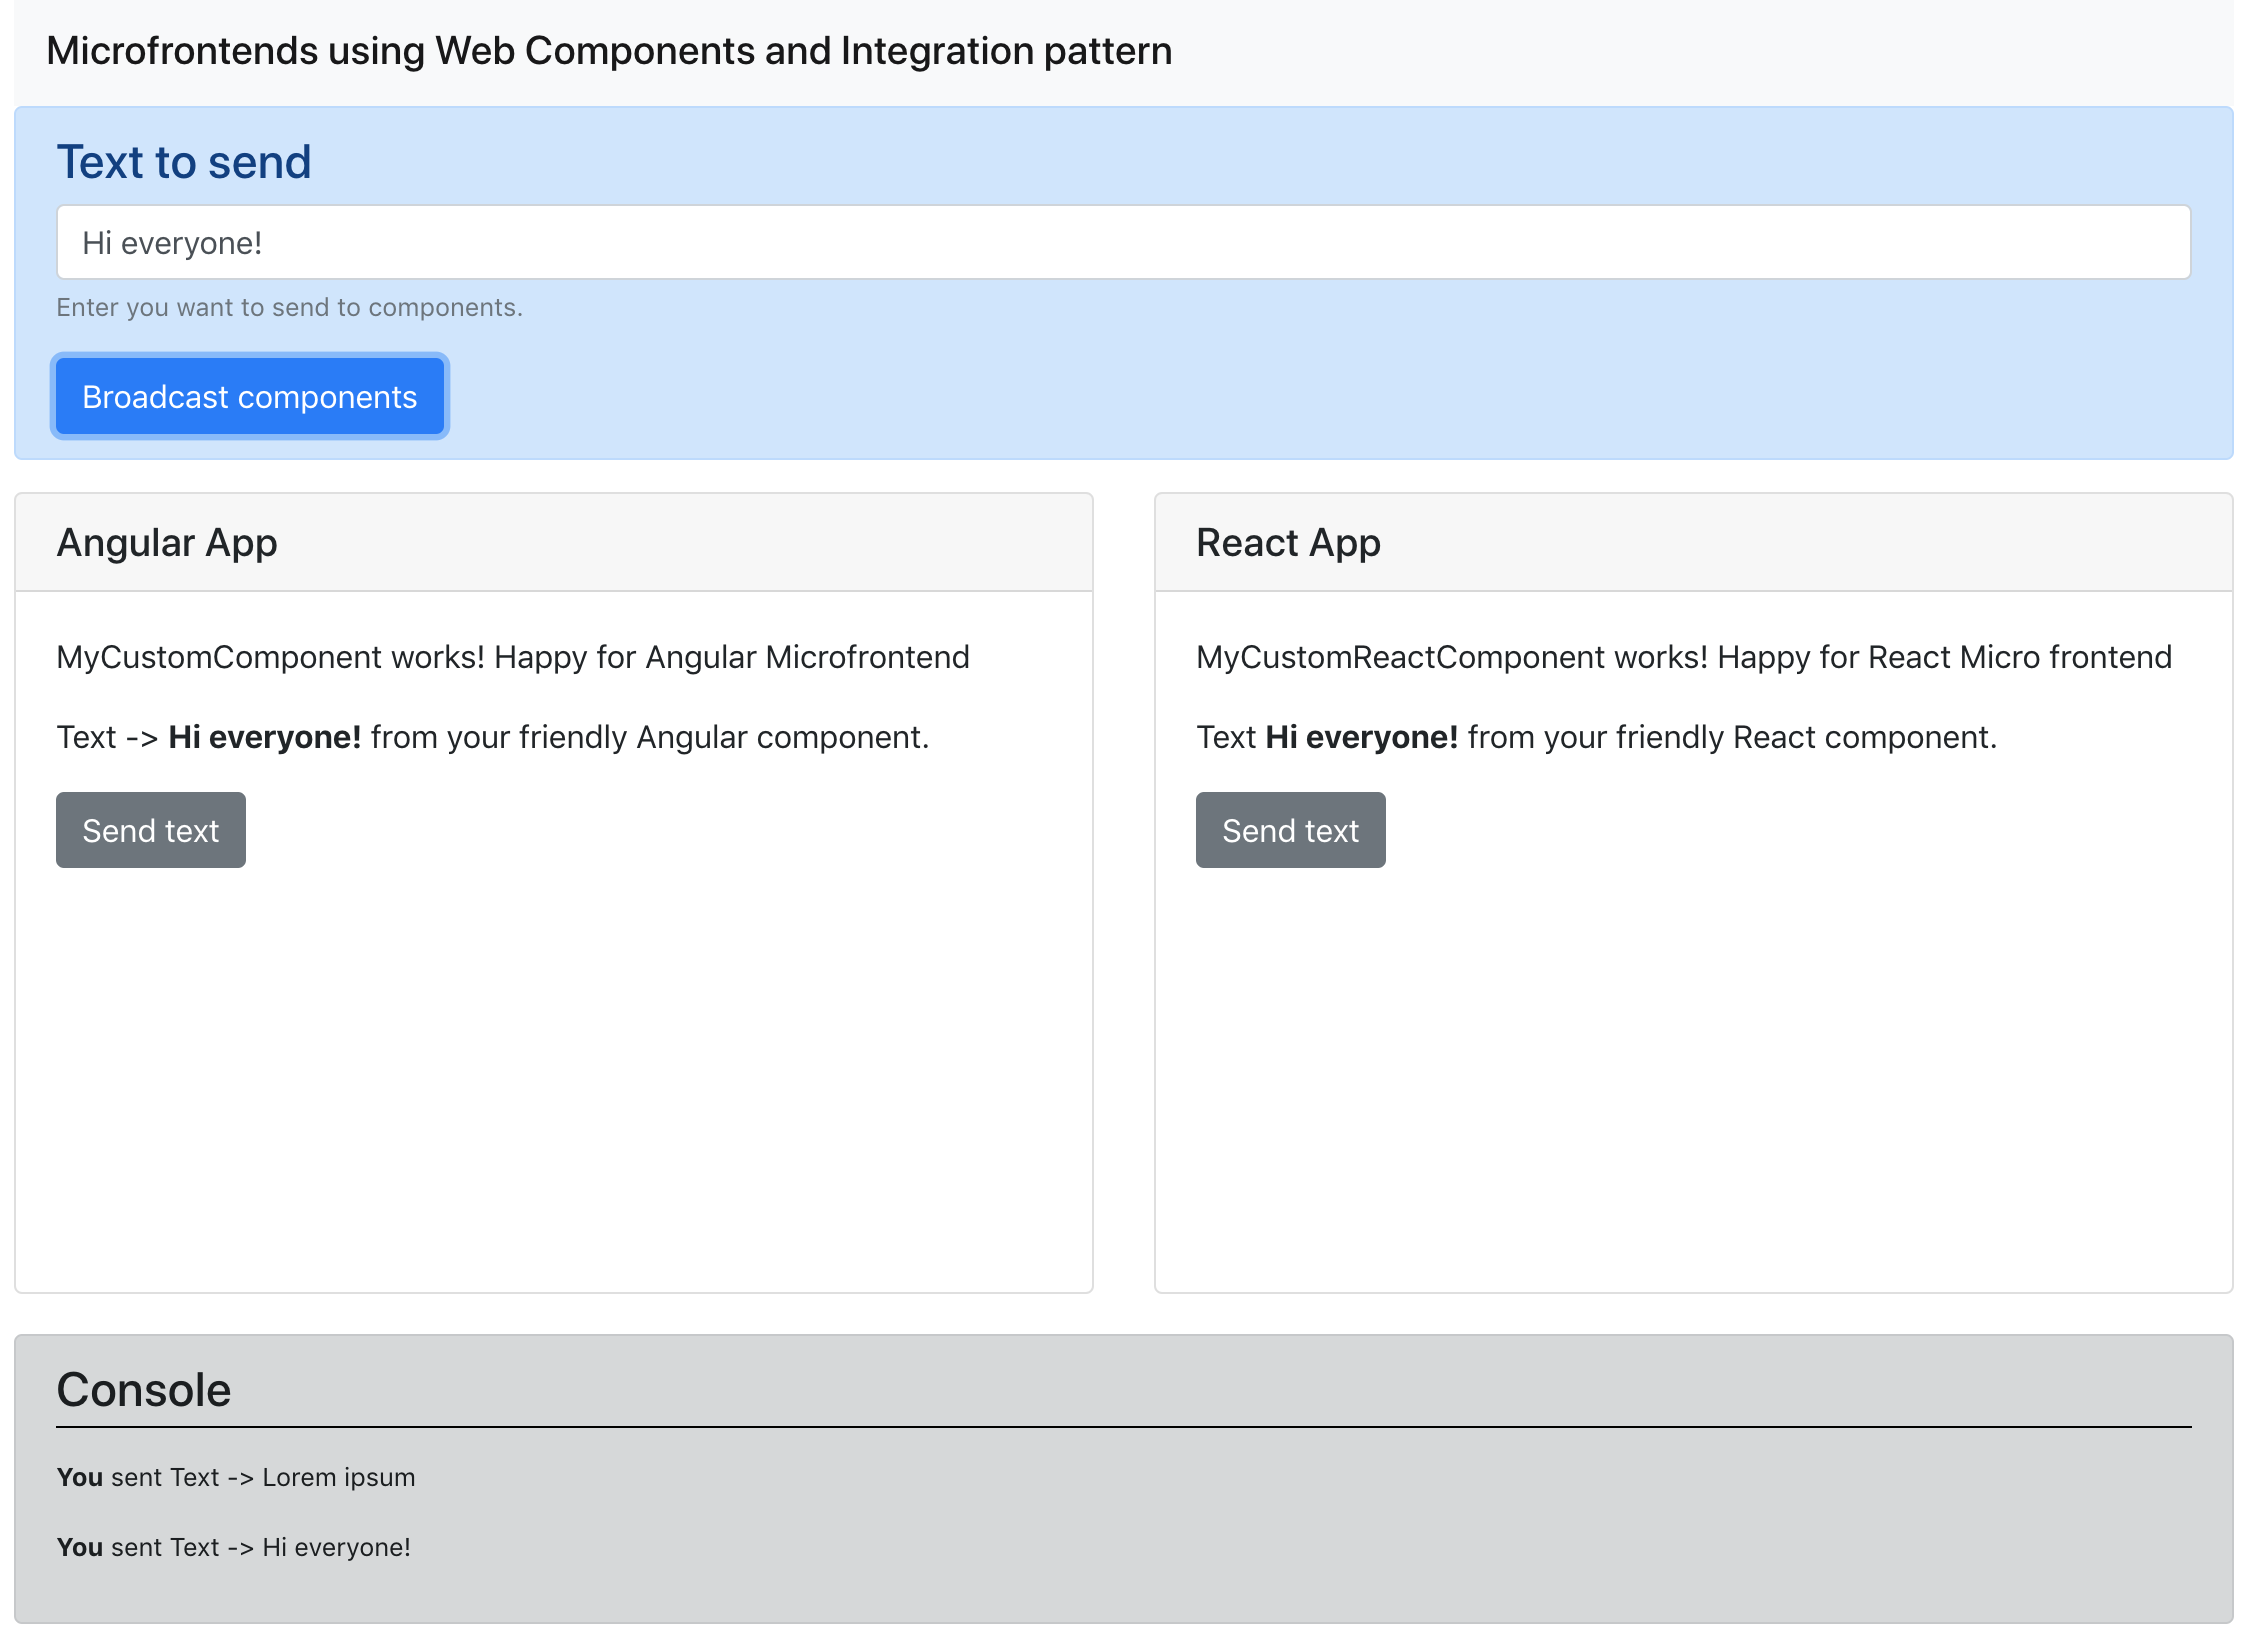 Microfrontends using Web Components and Integration pattern
Text to send
Hi everyone!
Enter you want to send to components.
Broadcast components
Angular App
MyCustomComponent works! Happy for Angular Microfrontend
Text -> Hi everyone! from your friendly Angular component.
Send text
React App
MyCustomReactComponent works! Happy for React Micro frontend
Text Hi everyone! from your friendly React component.
Send text
Console
You sent Text -> Lorem ipsum
You sent Text -> Hi everyone!